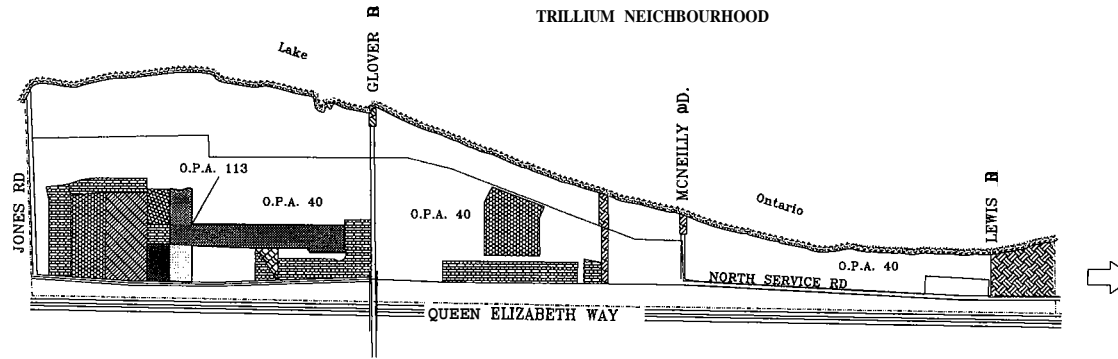 TRILLIUM NEICHBOURHOOD
Lake
GLOVER
MCNEILLY
O.P.A. 113
O.P.A. 40
O.P.A. 40
Ontario
LEWIS
JONES RD
O.P.A. 40
NORTH SERVICE RD
QUEEN ELIZABETH WAY